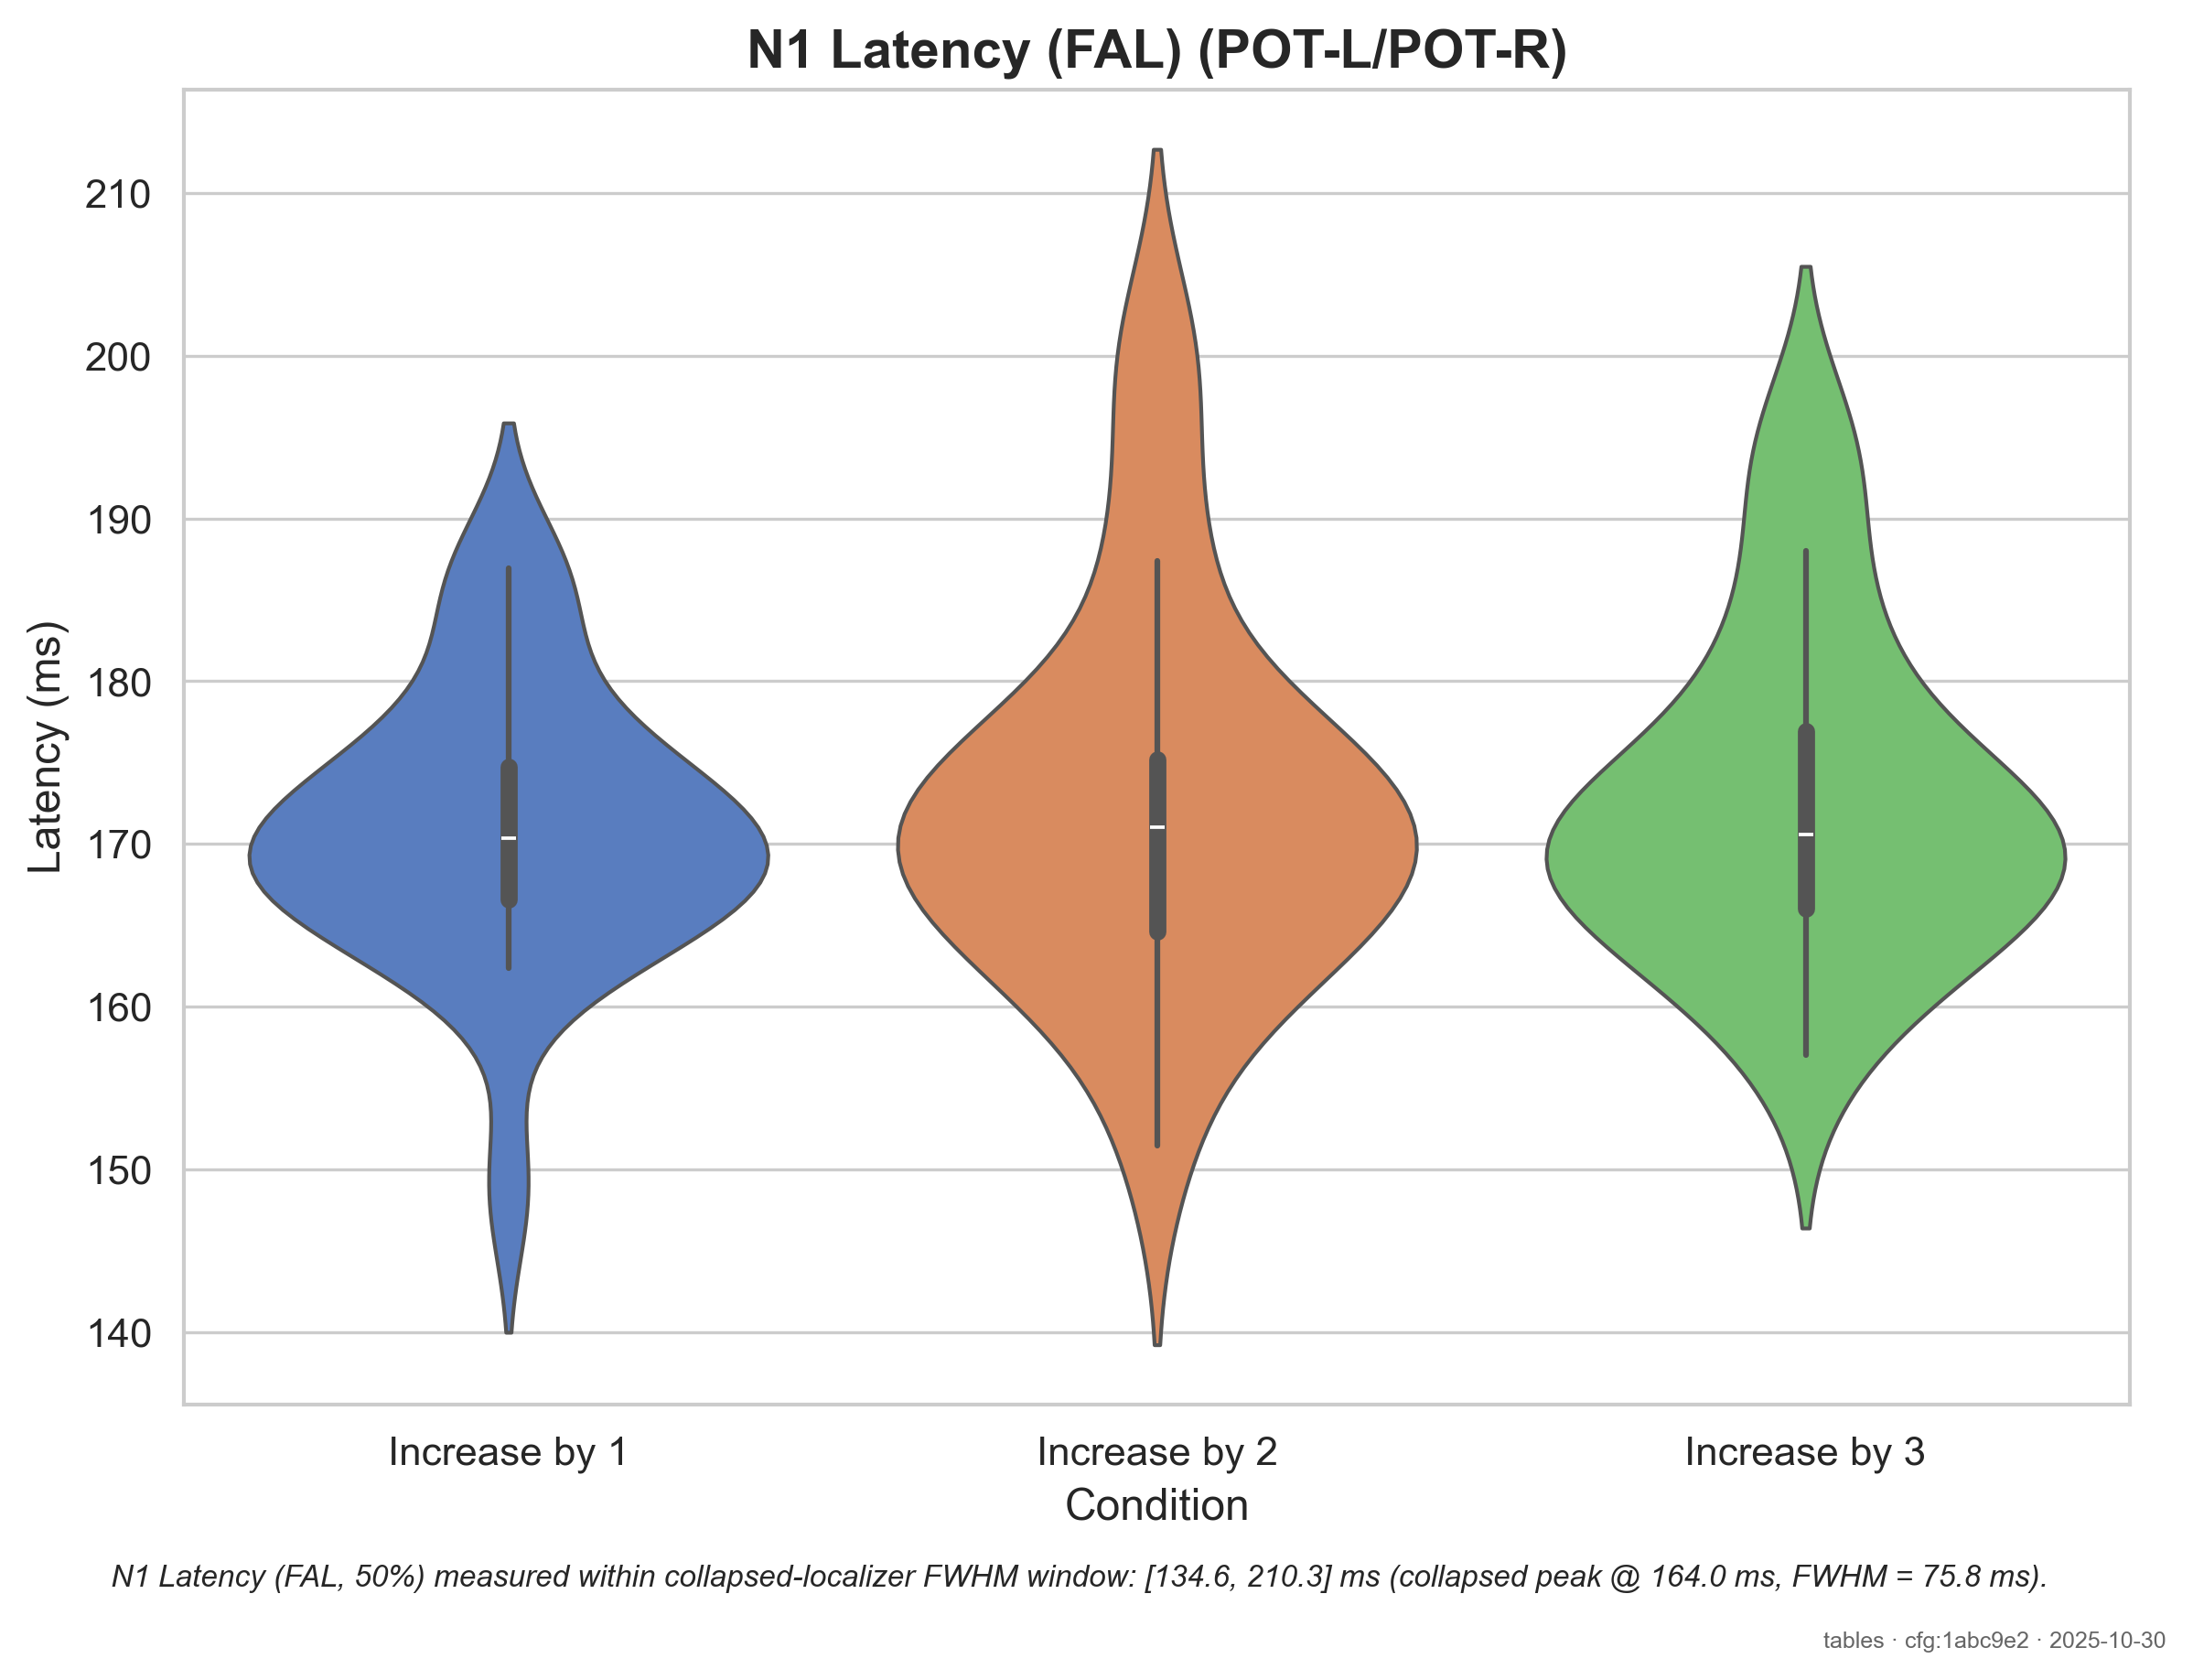 N1 Latency (FAL) (POT-L/POT-R)
Latency (ms)
210
200
190
180
170
160
150
140
Increase by 1
Increase by 2
Increase by 3
Condition
N1 Latency (FAL, 50%) measured within collapsed-localizer FWHM window: [134.6, 210.3] ms (collapsed peak @ 164.0 ms, FWHM = 75.8 ms).
tables · cfg:1abc9e2 · 2025-10-30